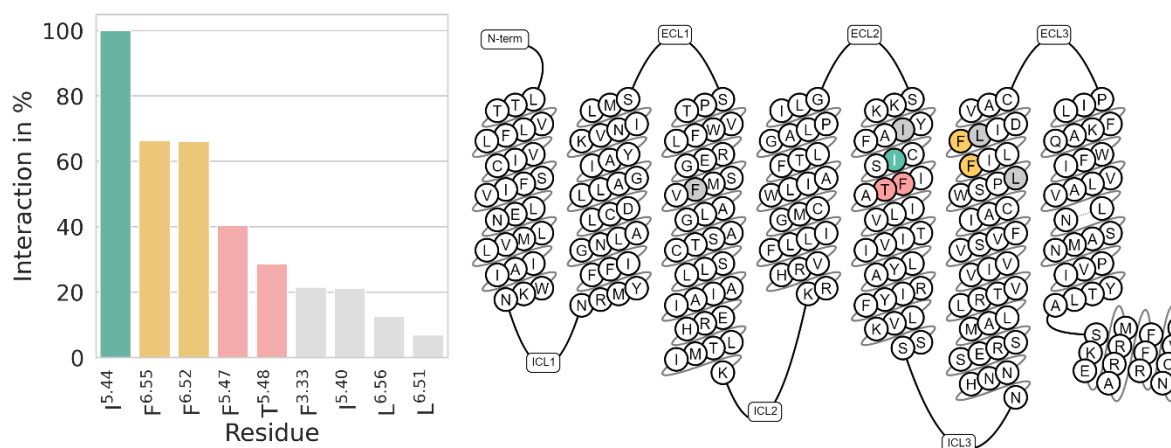 100
80
60
40
20
0
Interaction in %
I5.44
F6.55
F6.52
F5.47
T5.48
F3.33
I5.40
L6.56
L6.51
Residue
N-term
ECL1
ECL2
ECL3
T T L
L F L V
C I V
V I F S
N E L
L V M L
I A I
N K W
ICL1
L M S
K V N I
I A Y
L L A G
L C D
G N L A
F F I
N R M Y
T P S
I F W V
G E R
V F M S
G L A
C T S A
L L S
I A I A
H R E
I M T L
K
ICL2
I L G
G A L P
F T L
W L I A
G M C
F L L I
H R V
K R
K K S
F A I Y
S I C
A T F I
V L I
I V I T
A Y L
F Y I R
K V L
S S
ICL3
V A C
F L I D
F I L
W S P L
I A C
V S V F
V I V
L R T V
M A L
S E R S
H N N N
N
L I P
Q A K F
I F W
V A L V
N L
N M A S
I V P
A L T Y
S M F
K R F
E R R
A N